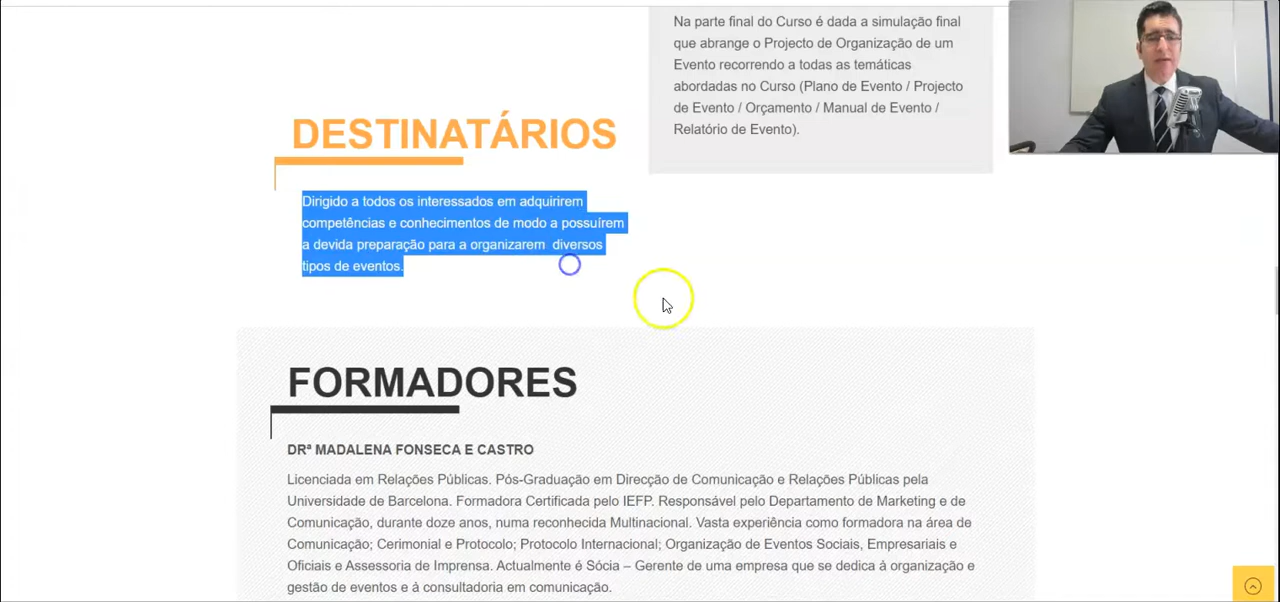 Na parte final do Curso é dada a simulação final
que abrange o Projecto de Organização de um
Evento recorrendo a todas as temáticas
abordadas no Curso (Plano de Evento / Projecto
de Evento / Orçamento / Manual de Evento /
Relatório de Evento).
DESTINATÁRIOS
Dirigido a todos os interessados em adquirirem
competências e conhecimentos de modo a possuírem
a devida preparação para a organizarem  diversos
tipos de eventos.
FORMADORES
DRª MADALENA FONSECA E CASTRO
Licenciada em Relações Públicas. Pós-Graduação em Direcção de Comunicação e Relações Públicas pela
Universidade de Barcelona. Formadora Certificada pelo IEFP. Responsável pelo Departamento de Marketing e de
Comunicação, durante doze anos, numa reconhecida Multinacional. Vasta experiência como formadora na área de
Comunicação; Cerimonial e Protocolo; Protocolo Internacional; Organização de Eventos Sociais, Empresariais e
Oficiais e Assessoria de Imprensa. Actualmente é Sócia – Gerente de uma empresa que se dedica à organização e
gestão de eventos e à consultadoria em comunicação.